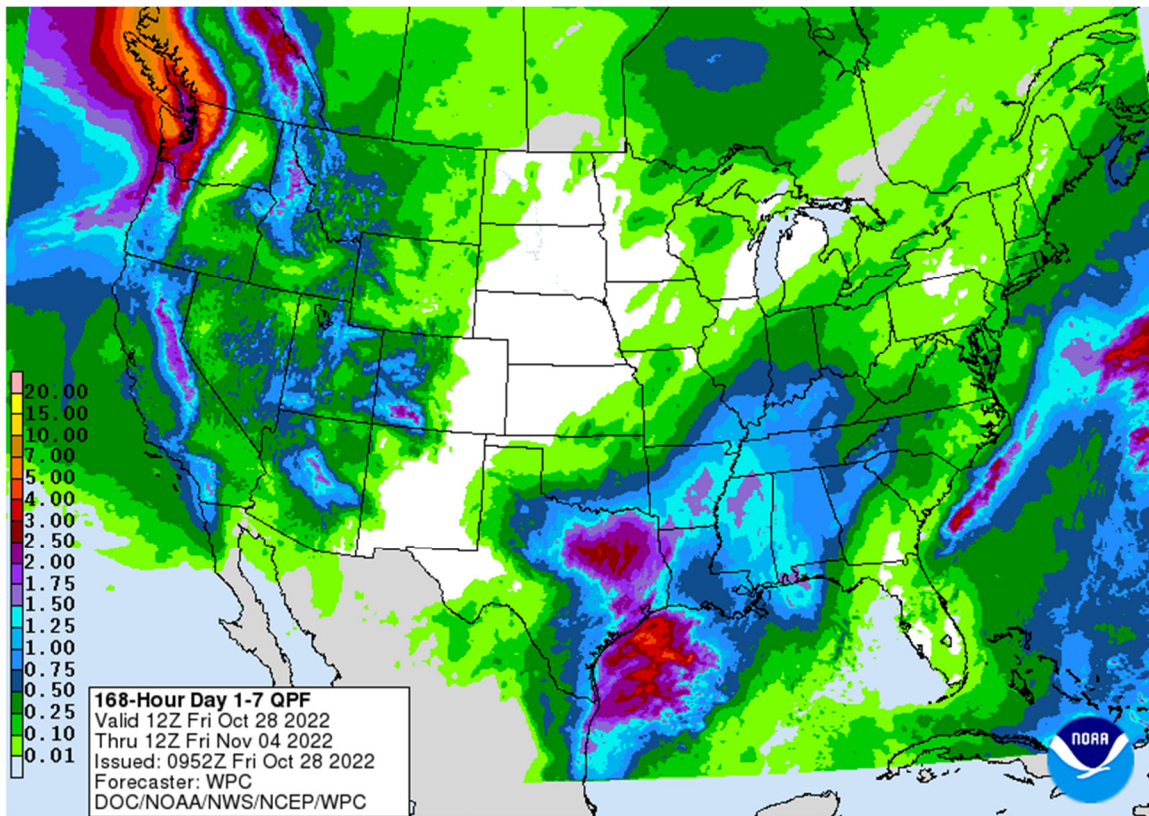 20.00
15.00
10.00
7.00
5.00
4.00
3.00
2.50
2.00
1.75
1.50
1.25
1.00
0.75
0.50
0.25
0.10
0.01
168-Hour Day 1-7 QPF
Valid 12Z Fri Oct 28 2022
Thru 12Z Fri Nov 04 2022
Issued: 0952Z Fri Oct 28 2022
Forecaster: WPC
DOC/NOAA/NWS/NCEP/WPC
NOAA